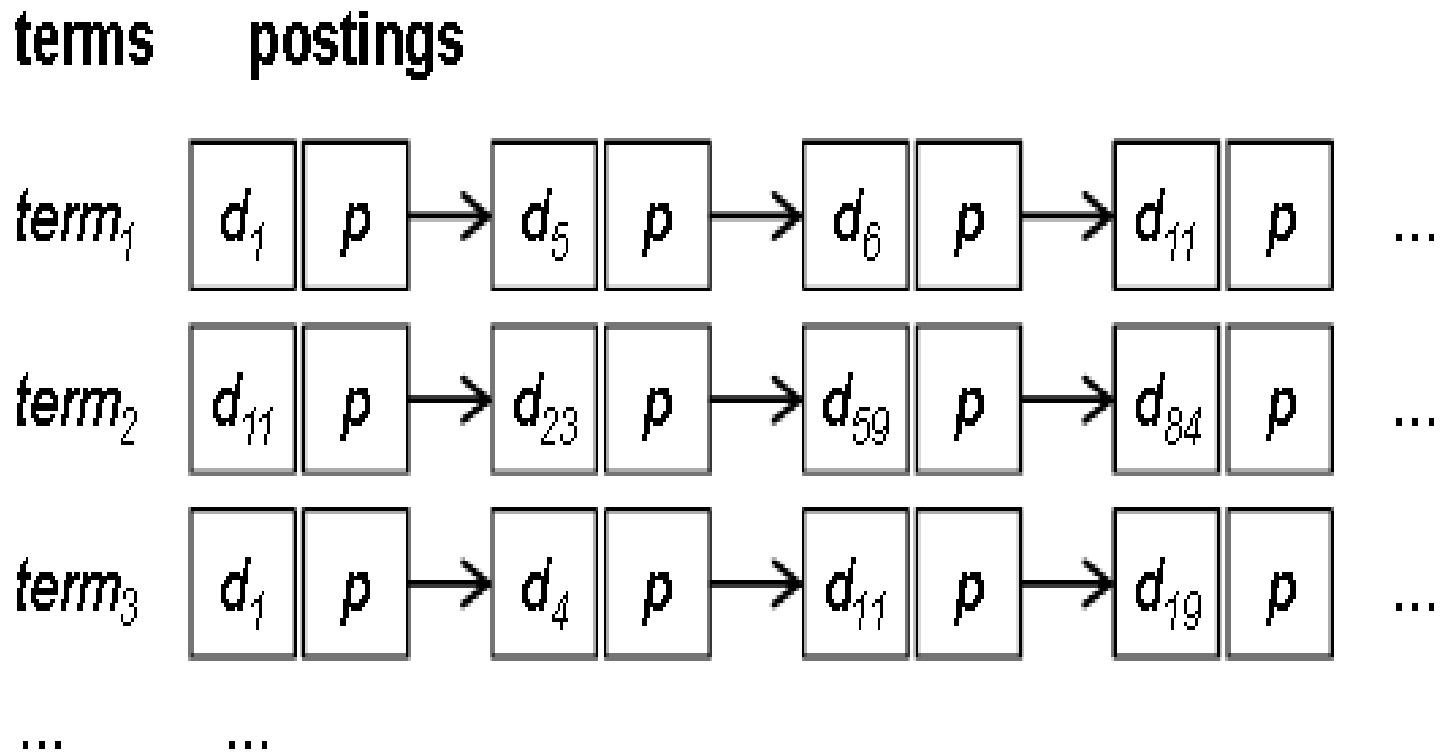 terms postings
term1 d1 p d5 p d6 p d11 p ...
term2 d11 p d23 p d59 p d84 p ...
term3 d1 p d4 p d11 p d19 p ...
... ...